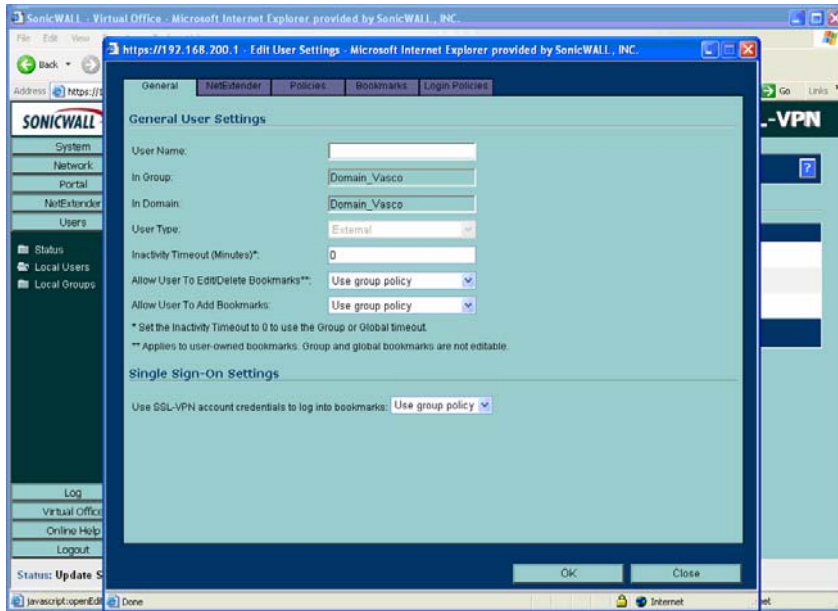 SonicWALL - Virtual Office - Microsoft Internet Explorer provided by SonicWALL, INC.
File Edit View
https://192.168.200.1 - Edit User Settings - Microsoft Internet Explorer provided by SonicWALL, INC.
Back
Address https://1
Go Links
SONICWALL
L-VPN
System
Network
Portal
NetExtender
Users
Status
Local Users
Local Groups
Log
Virtual Office
Online Help
Logout
Status: Update S
General NetExtender Policies Bookmarks Login Policies
General User Settings
User Name:
In Group: Domain_Vasco
In Domain: Domain_Vasco
User Type: External
Inactivity Timeout (Minutes)*: 0
Allow User To Edit/Delete Bookmarks**: Use group policy
Allow User To Add Bookmarks: Use group policy
* Set the Inactivity Timeout to 0 to use the Group or Global timeout.
** Applies to user-owned bookmarks. Group and global bookmarks are not editable.
Single Sign-On Settings
Use SSL-VPN account credentials to log into bookmarks: Use group policy
OK Close
javascript:openEdit
Done Internet